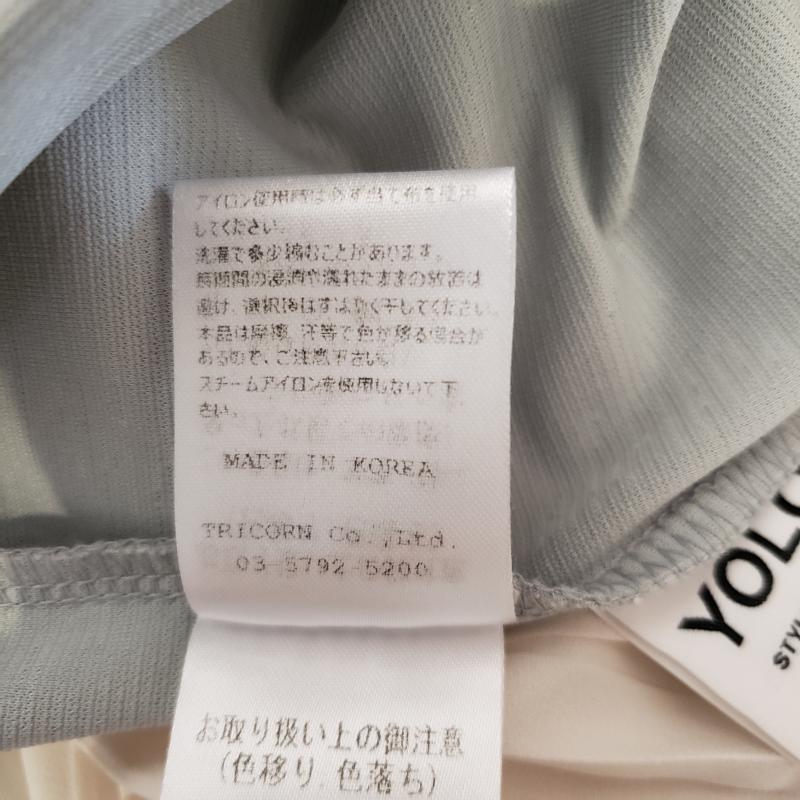 アイロン使用時は必ず当て布を使用
してください。
洗濯で多少縮むことがあります。
長時間の浸漬や濡れたままの放置は
避け、選択後はすばやく干してください。
本品は摩擦、汗等で色が移る場合が
あるので、ご注意下さい。
スチームアイロンを使用しないで下
さい。
MADE IN KOREA
TRICORN Co.,Ltd.
03-5792-5200
お取り扱い上の御注意
(色移り、色落ち)